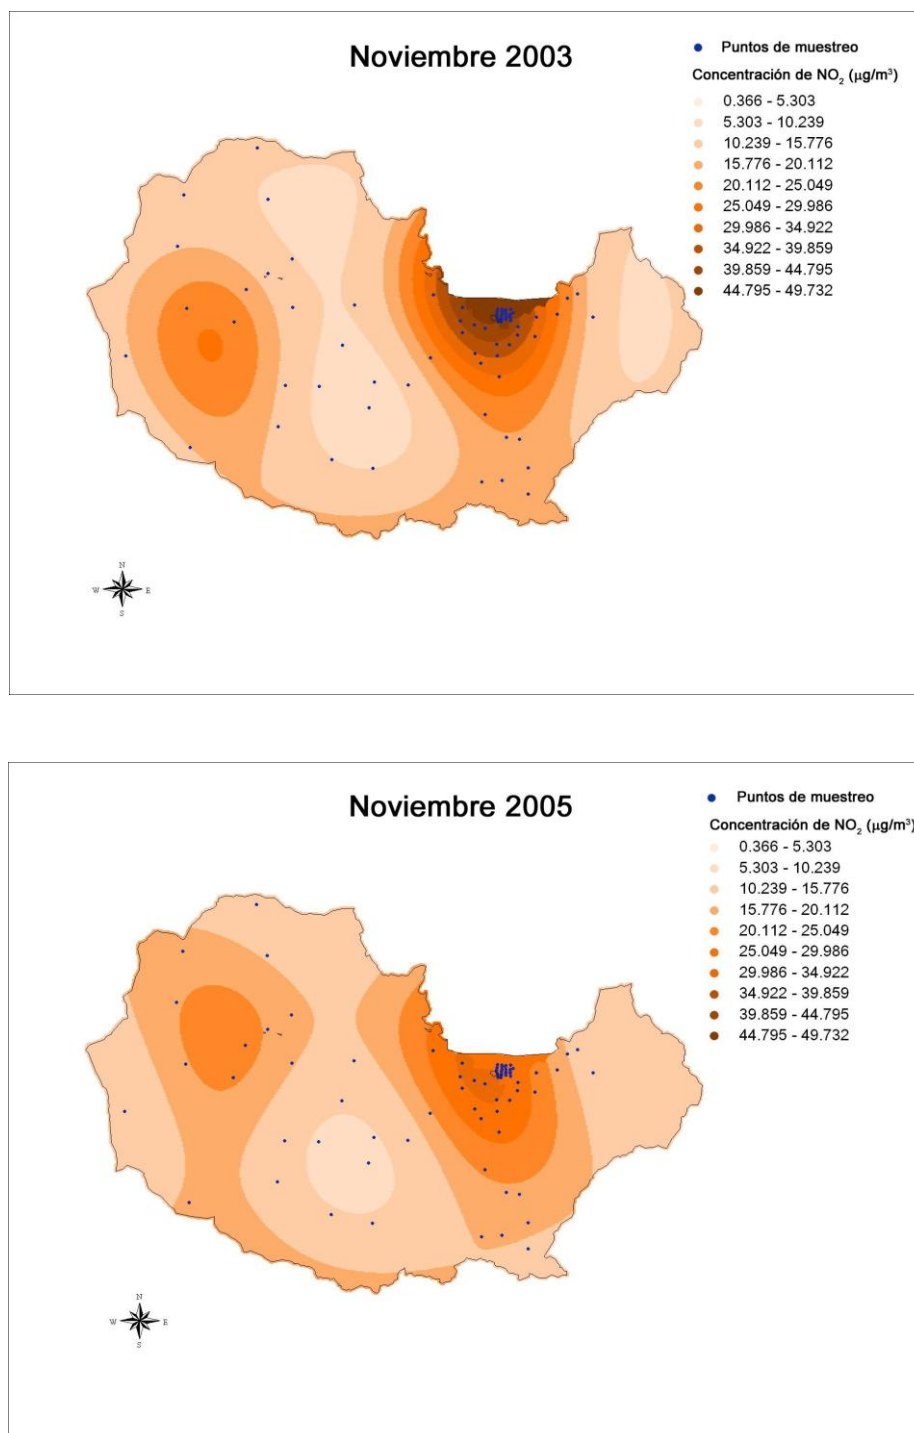 Noviembre 2003
Puntos de muestreo
Concentración de NO₂ (µg/m³)
0.366 - 5.303
5.303 - 10.239
10.239 - 15.776
15.776 - 20.112
20.112 - 25.049
25.049 - 29.986
29.986 - 34.922
34.922 - 39.859
39.859 - 44.795
44.795 - 49.732
N
W E
S
Noviembre 2005
Puntos de muestreo
Concentración de NO₂ (µg/m³)
0.366 - 5.303
5.303 - 10.239
10.239 - 15.776
15.776 - 20.112
20.112 - 25.049
25.049 - 29.986
29.986 - 34.922
34.922 - 39.859
39.859 - 44.795
44.795 - 49.732
N
W E
S